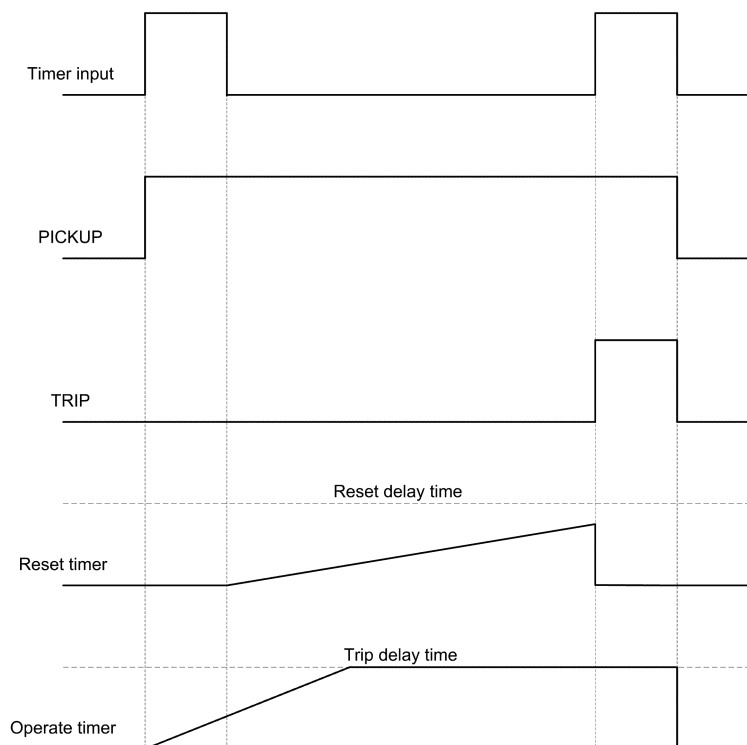 Timer input
PICKUP
TRIP
Reset delay time
Reset timer
Trip delay time
Operate timer